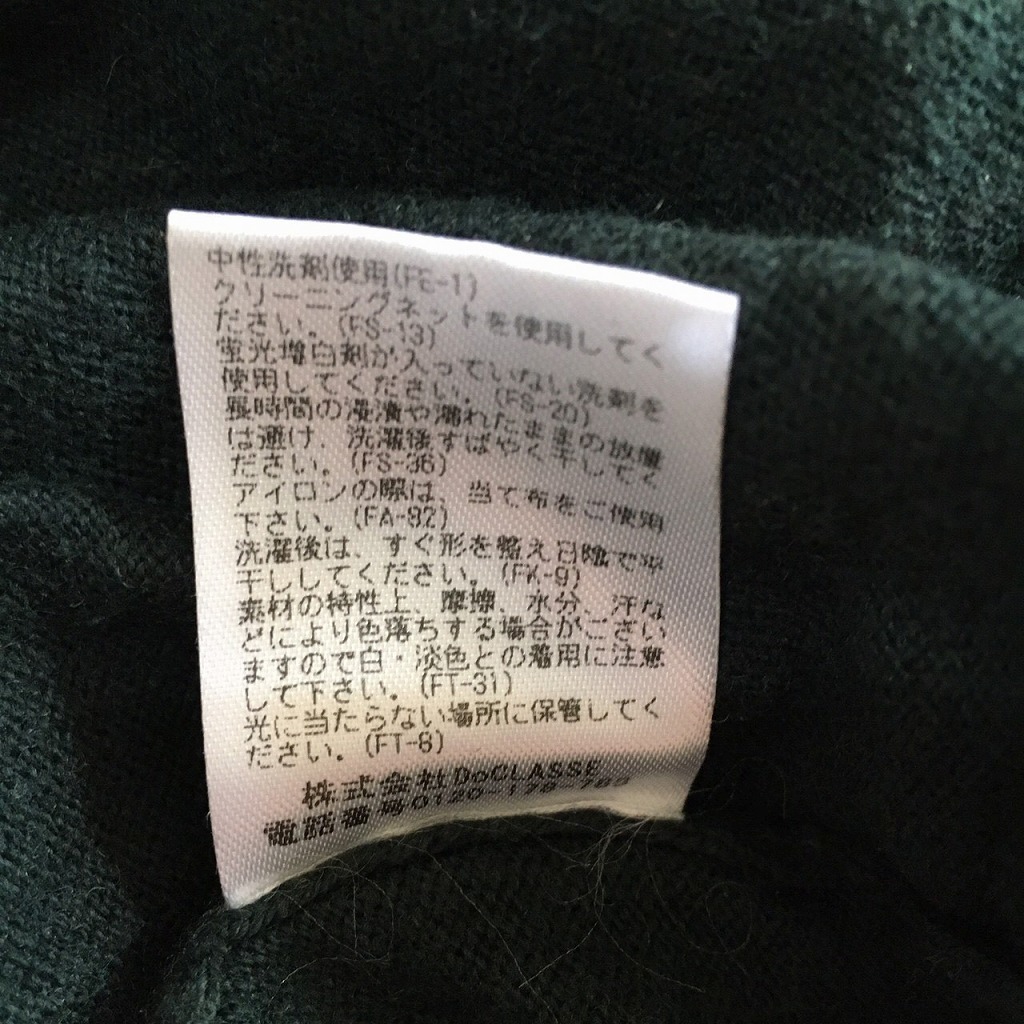 中性洗剤使用(FE-1)
クリーニングネットを使用してく
ださい。(FS-13)
蛍光増白剤が入っていない洗剤を
使用してください。(FS-20)
長時間の浸漬や濡れたままの放置
は避け、洗濯後すばやく干してく
ださい。(FS-36)
アイロンの際は、当て布をご使用
下さい。(FA-82)
洗濯後は、すぐ形を整え日陰で平
干ししてください。(FK-9)
素材の特性上、摩擦、水分、汗な
どにより色落ちする場合がござい
ますので白・淡色との着用に注意
して下さい。(FT-31)
光に当たらない場所に保管してく
ださい。(FT-8)
株式会社DoCLASSE
電話番号0120-178-788